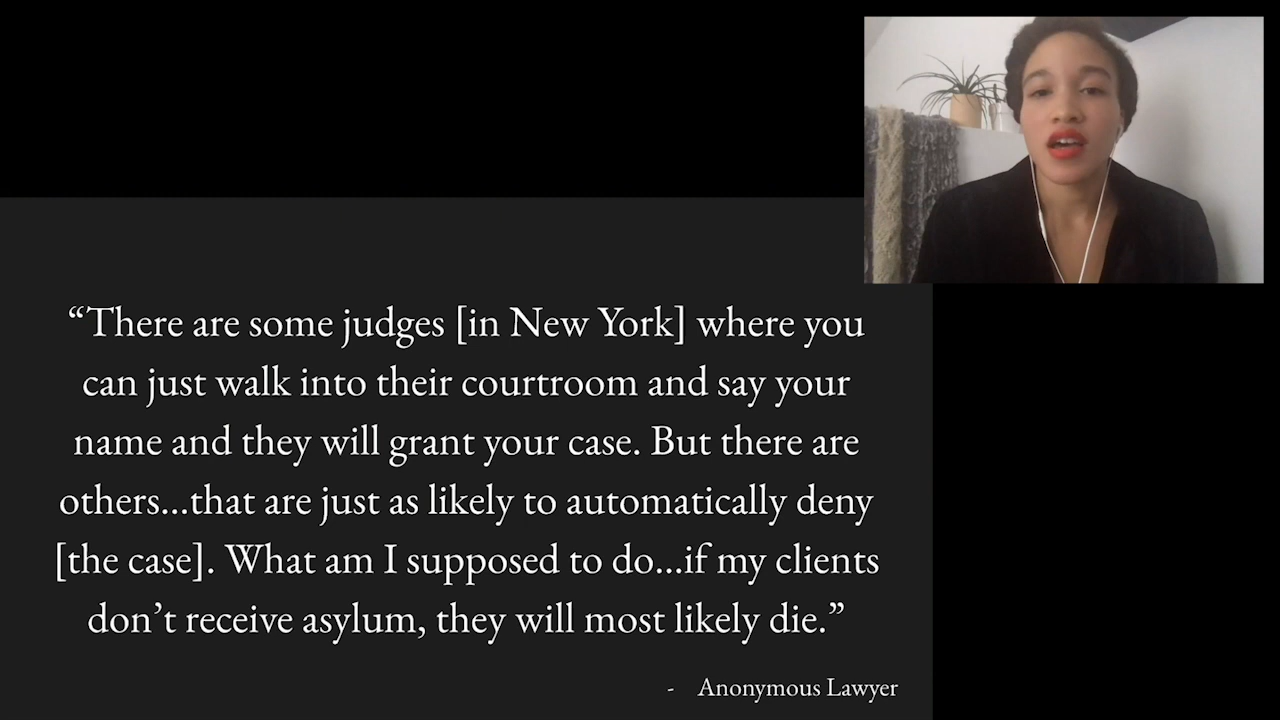 “There are some judges [in New York] where you
can just walk into their courtroom and say your
name and they will grant your case. But there are
others...that are just as likely to automatically deny
[the case]. What am I supposed to do...if my clients
don’t receive asylum, they will most likely die.”
- Anonymous Lawyer